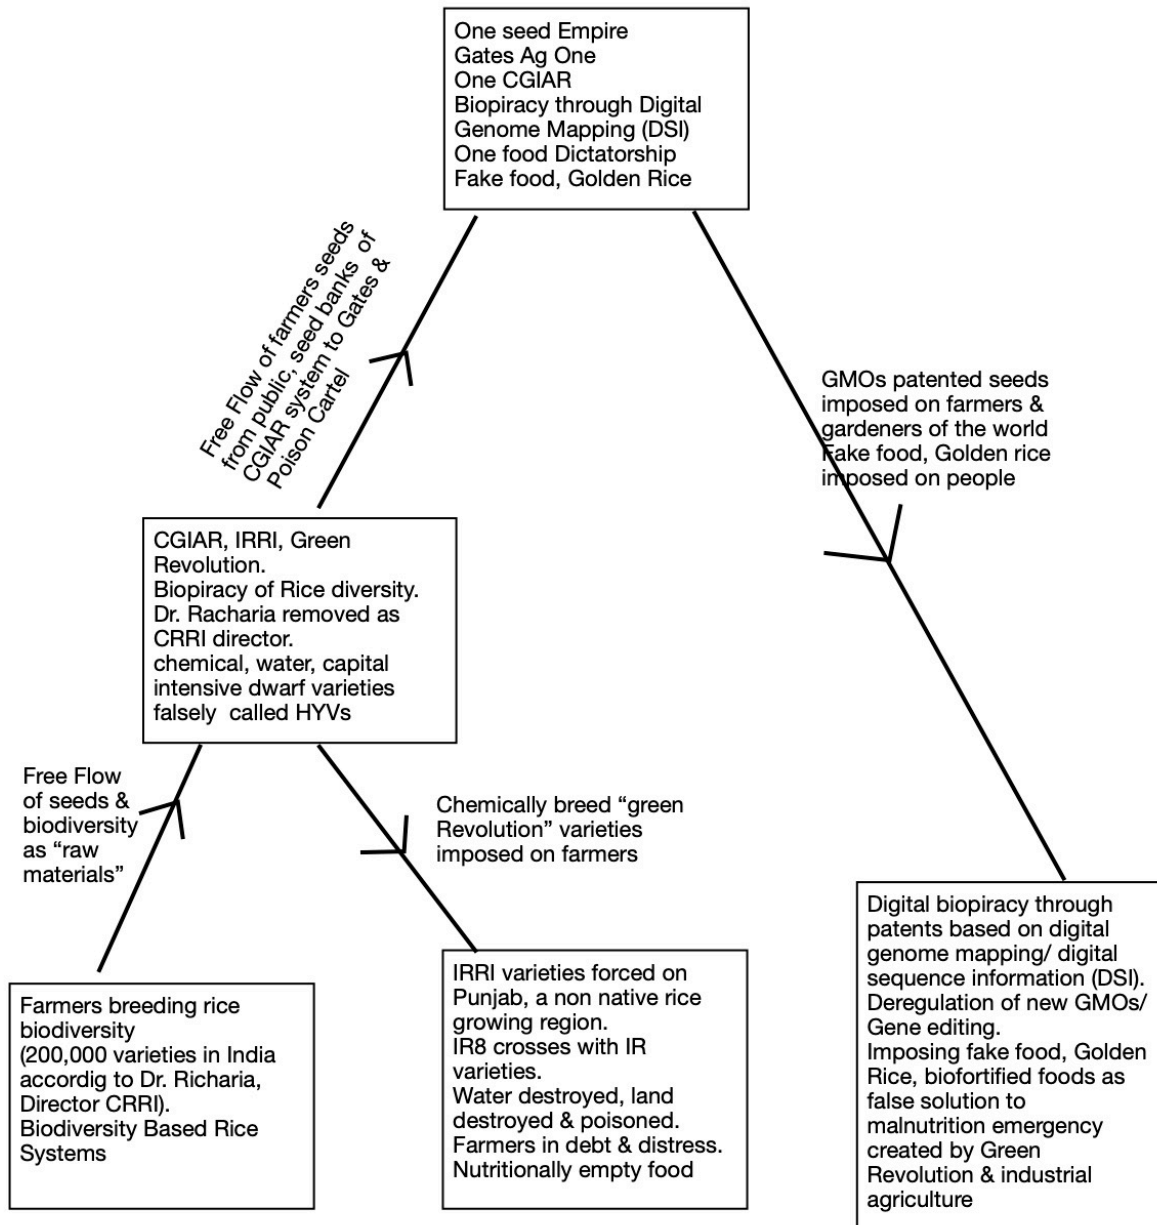 One seed Empire
Gates Ag One
One CGIAR
Biopiracy through Digital
Genome Mapping (DSI)
One food Dictatorship
Fake food, Golden Rice
Free Flow of farmers seeds
from public, seed banks of
CGIAR system to Gates &
Poison Cartel
GMOs patented seeds
imposed on farmers &
gardeners of the world
Fake food, Golden rice
imposed on people
CGIAR, IRRI, Green
Revolution.
Biopiracy of Rice diversity.
Dr. Racharia removed as
CRRI director.
chemical, water, capital
intensive dwarf varieties
falsely called HYVs
Free Flow
of seeds &
biodiversity
as “raw
materials”
Chemically breed “green
Revolution” varieties
imposed on farmers
Farmers breeding rice
biodiversity
(200,000 varieties in India
accordig to Dr. Richaria,
Director CRRI).
Biodiversity Based Rice
Systems
IRRI varieties forced on
Punjab, a non native rice
growing region.
IR8 crosses with IR
varieties.
Water destroyed, land
destroyed & poisoned.
Farmers in debt & distress.
Nutritionally empty food
Digital biopiracy through
patents based on digital
genome mapping/ digital
sequence information (DSI).
Deregulation of new GMOs/
Gene editing.
Imposing fake food, Golden
Rice, biofortified foods as
false solution to
malnutrition emergency
created by Green
Revolution & industrial
agriculture